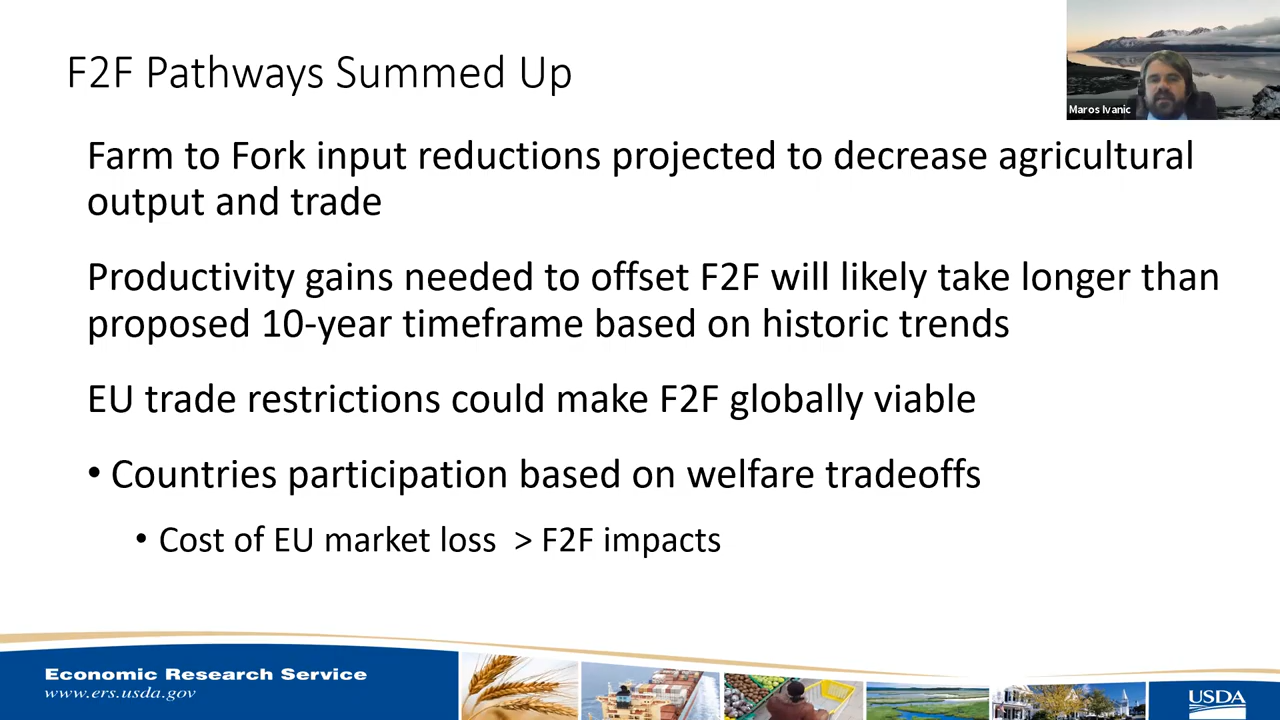 F2F Pathways Summed Up
Maros Ivanic
Farm to Fork input reductions projected to decrease agricultural
output and trade
Productivity gains needed to offset F2F will likely take longer than
proposed 10-year timeframe based on historic trends
EU trade restrictions could make F2F globally viable
• Countries participation based on welfare tradeoffs
• Cost of EU market loss > F2F impacts
Economic Research Service
www.ers.usda.gov
USDA